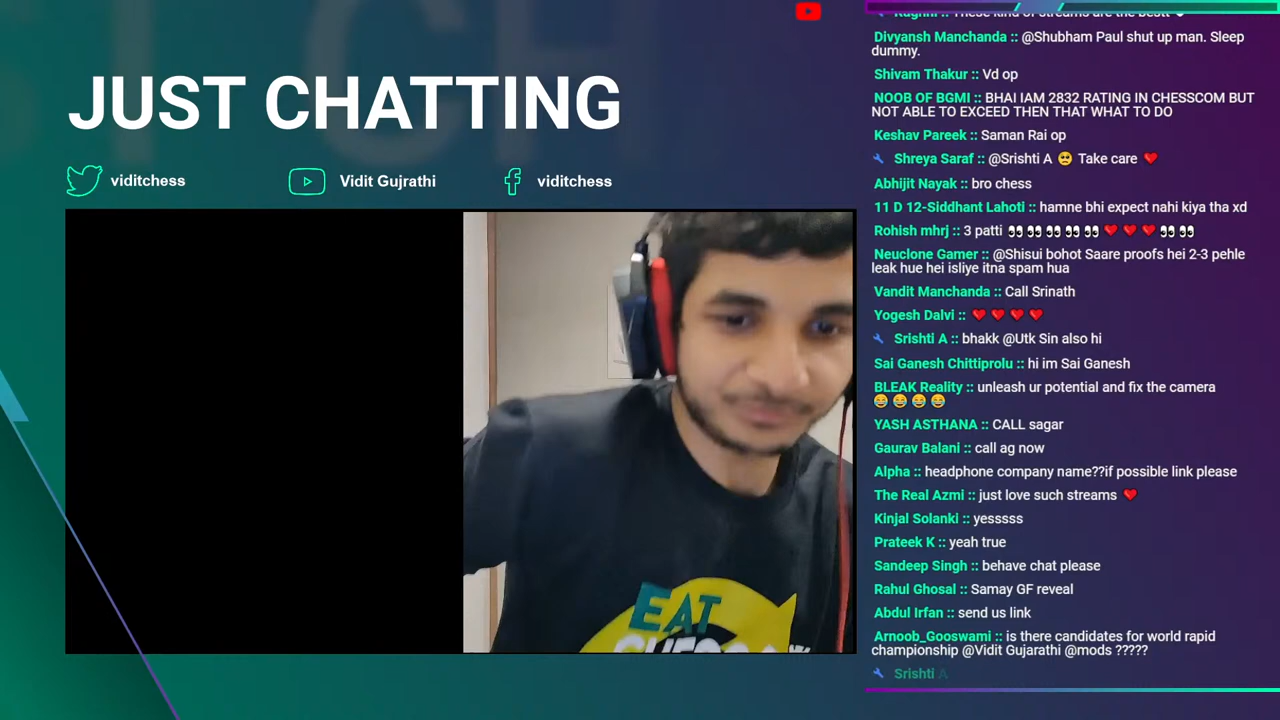 JUST CHATTING
viditchess
Vidit Gujrathi
viditchess
EAT
Divyansh Manchanda :: @Shubham Paul shut up man. Sleep
dummy.
Shivam Thakur :: Vd op
NOOB OF BGMI :: BHAI IAM 2832 RATING IN CHESSCOM BUT
NOT ABLE TO EXCEED THEN THAT WHAT TO DO
Keshav Pareek :: Saman Rai op
Shreya Saraf :: @Srishti A 🥺 Take care ❤️
Abhijit Nayak :: bro chess
11 D 12-Siddhant Lahoti :: hamne bhi expect nahi kiya tha xd
Rohish mhrj :: 3 patti 👀👀👀👀👀❤️❤️❤️👀👀
Neuclone Gamer :: @Shisui bohot Saare proofs hei 2-3 pehle
leak hue hei isliye itna spam hua
Vandit Manchanda :: Call Srinath
Yogesh Dalvi :: ❤️❤️❤️❤️
Srishti A :: bhakk @Utk Sin also hi
Sai Ganesh Chittiprolu :: hi im Sai Ganesh
BLEAK Reality :: unleash ur potential and fix the camera
😂😂😂😂
YASH ASTHANA :: CALL sagar
Gaurav Balani :: call ag now
Alpha :: headphone company name??if possible link please
The Real Azmi :: just love such streams ❤️
Kinjal Solanki :: yesssss
Prateek K :: yeah true
Sandeep Singh :: behave chat please
Rahul Ghosal :: Samay GF reveal
Abdul Irfan :: send us link
Arnoob_Gooswami :: is there candidates for world rapid
championship @Vidit Gujarathi @mods ?????
Srishti A